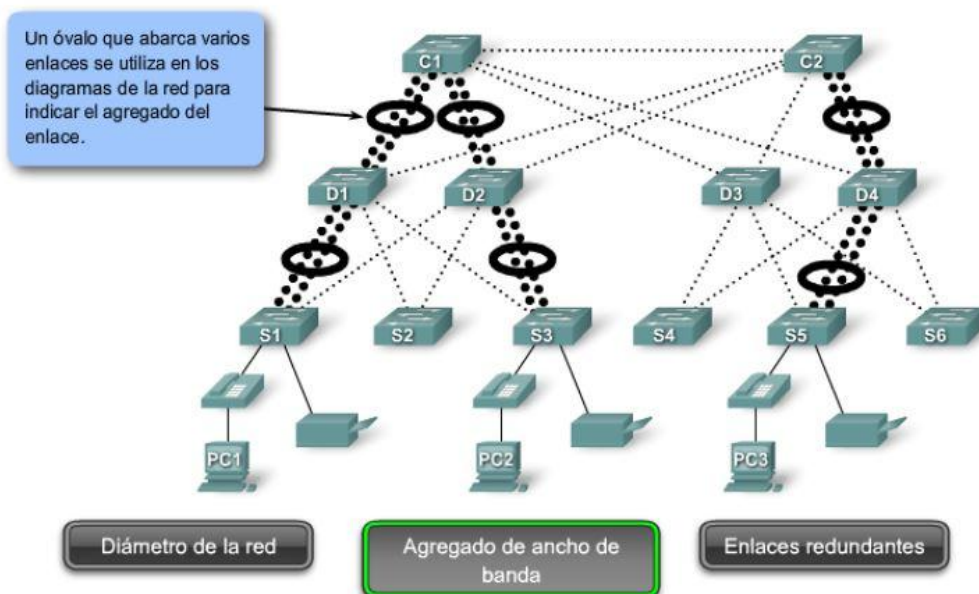 Un óvalo que abarca varios
enlaces se utiliza en los
diagramas de la red para
indicar el agregado del
enlace.
C1
C2
D1
D2
D3
D4
S1
S2
S3
S4
S5
S6
PC1
PC2
PC3
Diámetro de la red
Agregado de ancho de
banda
Enlaces redundantes